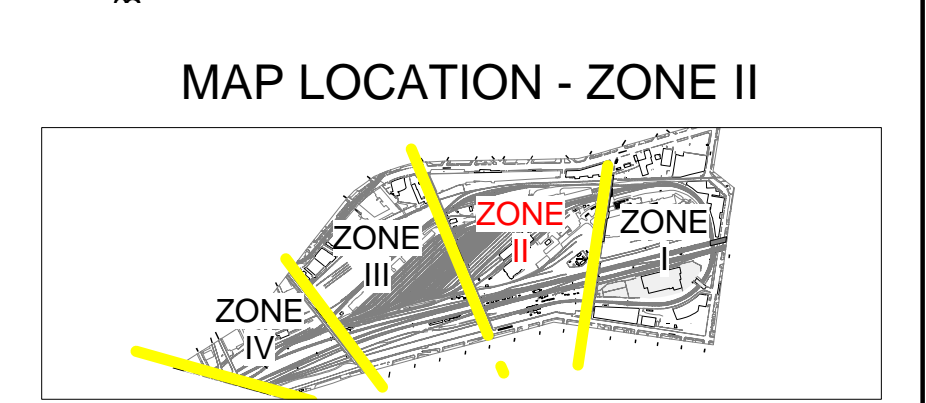 MAP LOCATION - ZONE II
ZONE
II
ZONE
I
ZONE
III
ZONE
IV